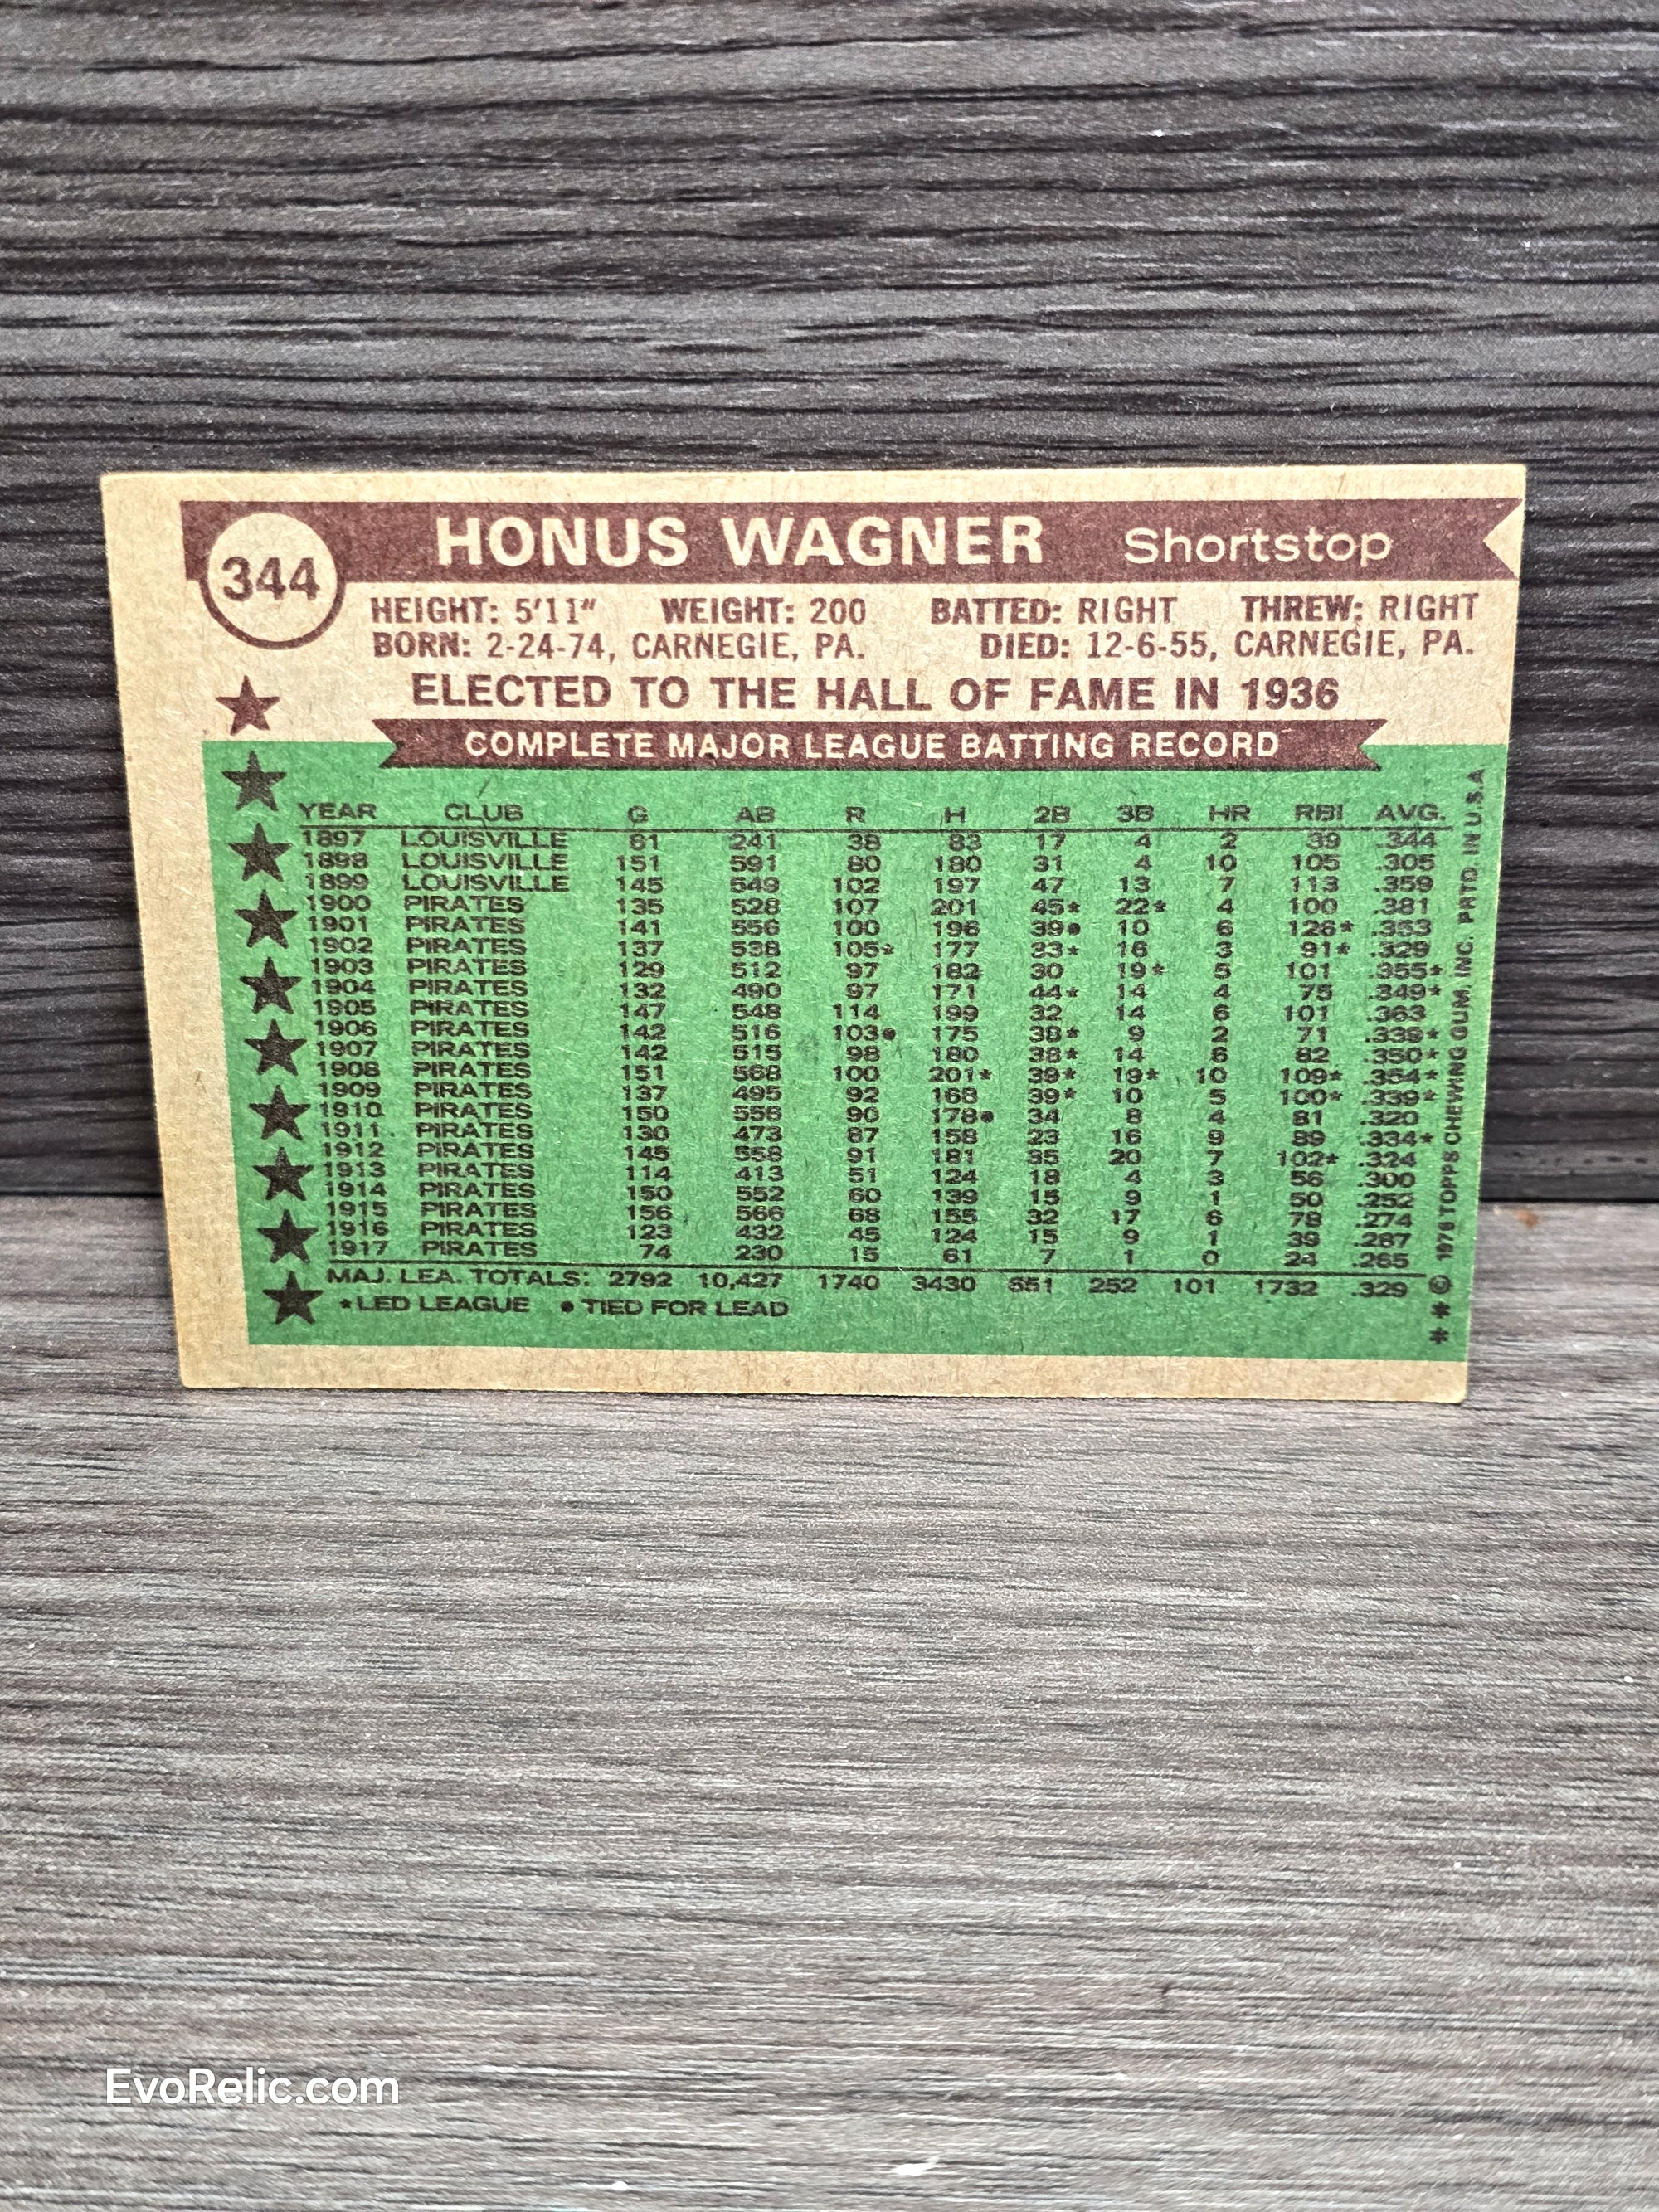 344
HONUS WAGNER Shortstop
HEIGHT: 5'11" WEIGHT: 200 BATTED: RIGHT THREW: RIGHT
BORN: 2-24-74, CARNEGIE, PA. DIED: 12-6-55, CARNEGIE, PA.
ELECTED TO THE HALL OF FAME IN 1936
COMPLETE MAJOR LEAGUE BATTING RECORD
YEAR CLUB G AB R H 2B 3B HR RBI AVG.
1897 LOUISVILLE 61 241 38 83 17 4 2 39 .344
1898 LOUISVILLE 151 591 80 180 31 4 10 105 .305
1899 LOUISVILLE 145 549 102 197 47 13 7 113 .359
1900 PIRATES 135 528 107 201 45* 22* 4 100 .381
1901 PIRATES 141 556 100 196 39• 10 6 126* .353
1902 PIRATES 137 538 105* 177 33* 16 3 91* .329
1903 PIRATES 129 512 97 182 30 19* 5 101 .355*
1904 PIRATES 132 490 97 171 44* 14 4 75 .349*
1905 PIRATES 147 548 114 199 32 14 6 101 .363
1906 PIRATES 142 516 103• 175 38* 9 2 71 .339*
1907 PIRATES 142 515 98 180 38* 14 6 82 .350*
1908 PIRATES 151 568 100 201* 39* 19* 10 109* .354*
1909 PIRATES 137 495 92 168 39* 10 5 100* .339*
1910 PIRATES 150 556 90 178• 34 8 4 81 .320
1911 PIRATES 130 473 87 158 23 16 9 89 .334*
1912 PIRATES 145 558 91 181 35 20 7 102* .324
1913 PIRATES 114 413 51 124 18 4 3 56 .300
1914 PIRATES 150 552 60 139 15 9 1 50 .252
1915 PIRATES 156 566 68 155 32 17 6 78 .274
1916 PIRATES 123 432 45 124 15 9 1 39 .287
1917 PIRATES 74 230 15 61 7 1 0 24 .265
MAJ. LEA. TOTALS: 2792 10,427 1740 3430 651 252 101 1732 .329
*LED LEAGUE • TIED FOR LEAD
** © 1976 TOPPS CHEWING GUM, INC. PRTD. IN U.S.A.
EvoRelic.com